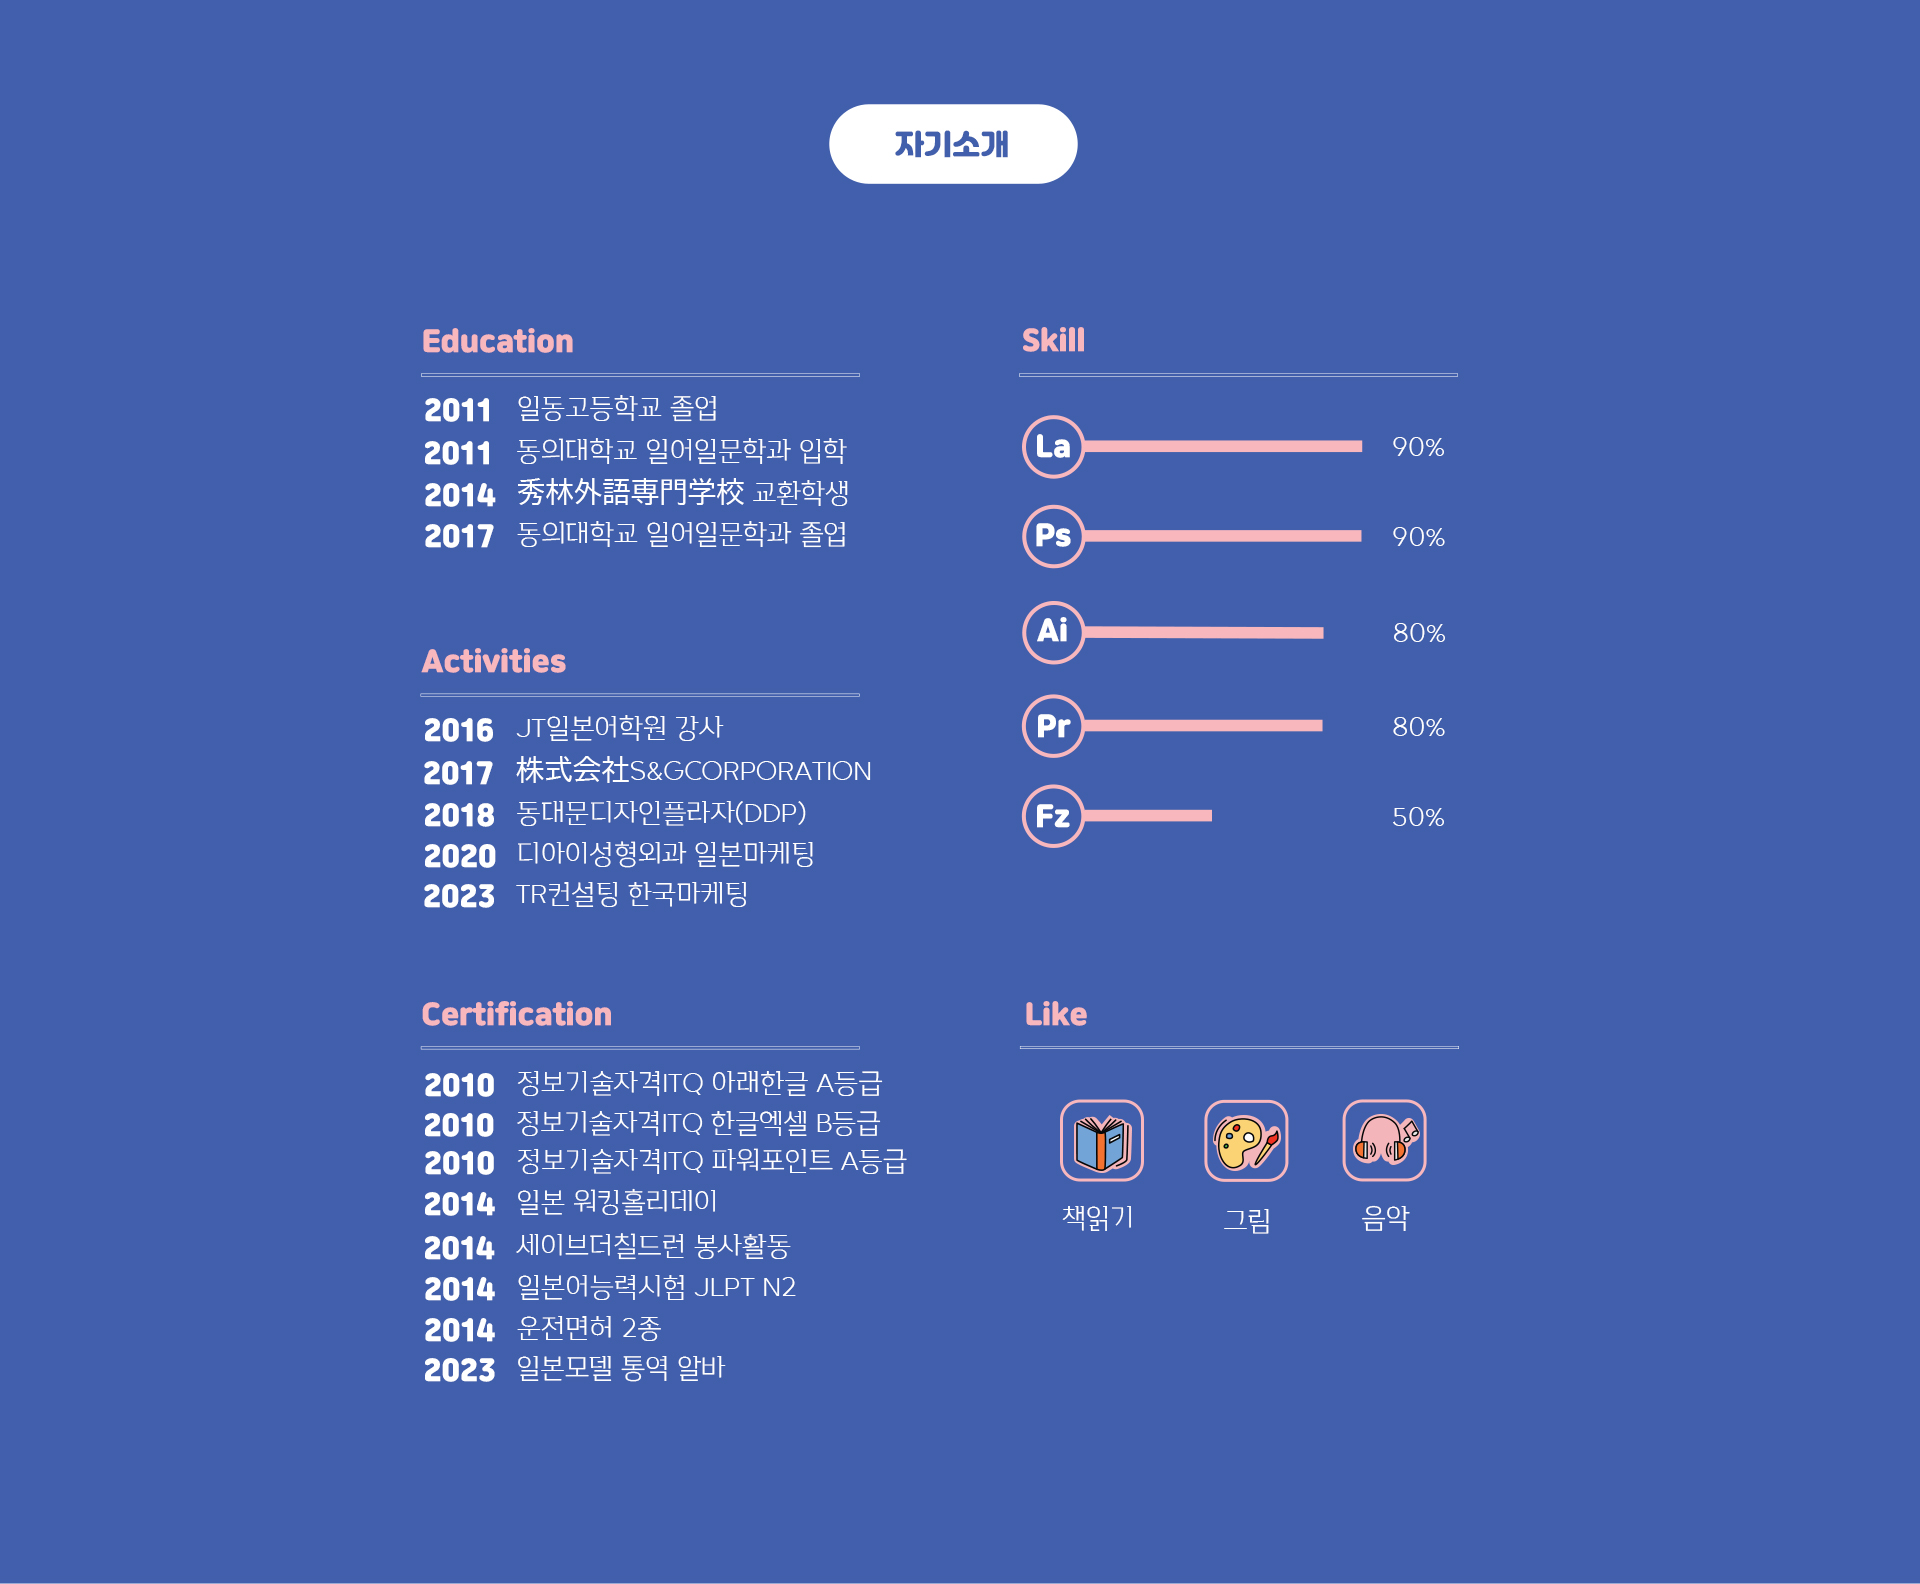 자기소개
Education
2011 일동고등학교 졸업
2011 동의대학교 일어일문학과 입학
2014 秀林外語専門学校 교환학생
2017 동의대학교 일어일문학과 졸업
Activities
2016 JT일본어학원 강사
2017 株式会社S&GCORPORATION
2018 동대문디자인플라자(DDP)
2020 디아이성형외과 일본마케팅
2023 TR컨설팅 한국마케팅
Certification
2010 정보기술자격ITQ 아래한글 A등급
2010 정보기술자격ITQ 한글엑셀 B등급
2010 정보기술자격ITQ 파워포인트 A등급
2014 일본 워킹홀리데이
2014 세이브더칠드런 봉사활동
2014 일본어능력시험 JLPT N2
2014 운전면허 2종
2023 일본모델 통역 알바
Skill
La 90%
Ps 90%
Ai 80%
Pr 80%
Fz 50%
Like
책읽기 그림 음악